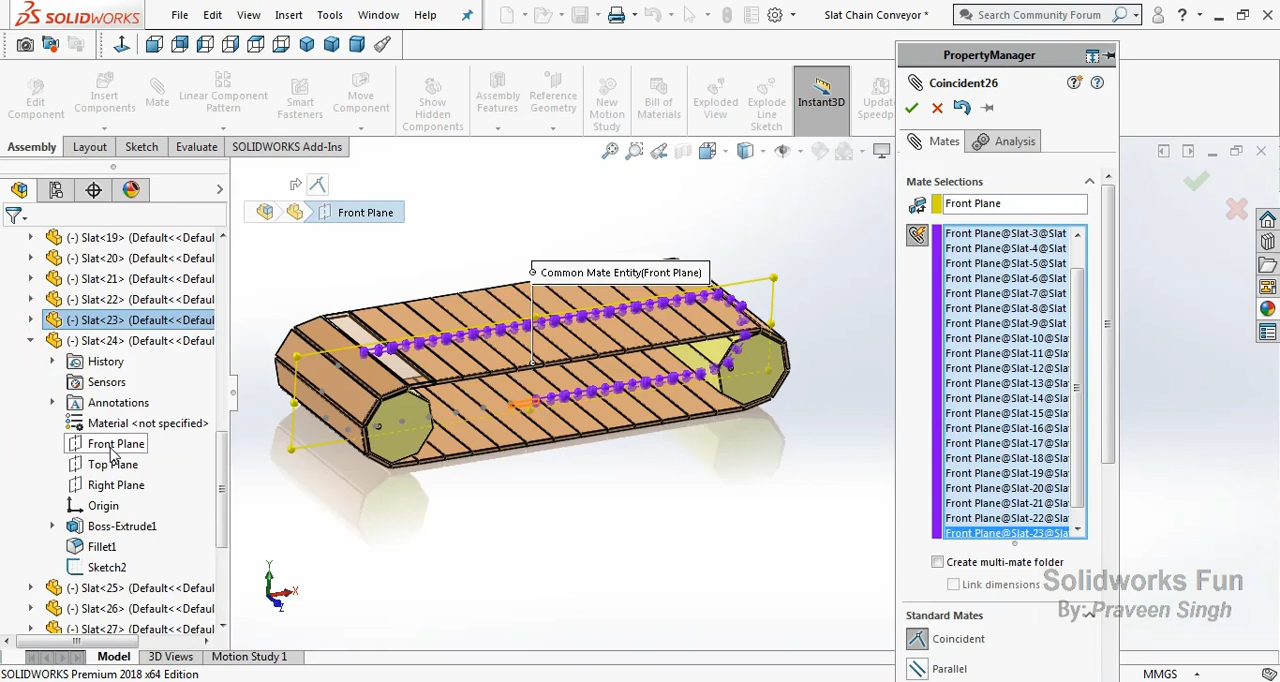 SOLIDWORKS
File Edit View Insert Tools Window Help
Slat Chain Conveyor *
Search Community Forum
Edit Component
Insert Components
Mate
Linear Component Pattern
Smart Fasteners
Move Component
Show Hidden Components
Assembly Features
Reference Geometry
New Motion Study
Bill of Materials
Exploded View
Explode Line Sketch
Instant3D
Assembly Layout Sketch Evaluate SOLIDWORKS Add-Ins
Front Plane
(-) Slat<19> (Default<<Defaul
(-) Slat<20> (Default<<Defaul
(-) Slat<21> (Default<<Defaul
(-) Slat<22> (Default<<Defaul
(-) Slat<23> (Default<<Defaul
(-) Slat<24> (Default<<Defaul
History
Sensors
Annotations
Material <not specified>
Front Plane
Top Plane
Right Plane
Origin
Boss-Extrude1
Fillet1
Sketch2
(-) Slat<25> (Default<<Defaul
(-) Slat<26> (Default<<Defaul
(-) Slat<27> (Default<<Defaul
Common Mate Entity(Front Plane)
Y
X
Z
PropertyManager
Coincident26
Mates Analysis
Mate Selections
Front Plane
Front Plane@Slat-3@Slat
Front Plane@Slat-4@Slat
Front Plane@Slat-5@Slat
Front Plane@Slat-6@Slat
Front Plane@Slat-7@Slat
Front Plane@Slat-8@Slat
Front Plane@Slat-9@Slat
Front Plane@Slat-10@Sla
Front Plane@Slat-11@Sla
Front Plane@Slat-12@Sla
Front Plane@Slat-13@Sla
Front Plane@Slat-14@Sla
Front Plane@Slat-15@Sla
Front Plane@Slat-16@Sla
Front Plane@Slat-17@Sla
Front Plane@Slat-18@Sla
Front Plane@Slat-19@Sla
Front Plane@Slat-20@Sla
Front Plane@Slat-21@Sla
Front Plane@Slat-22@Sla
Front Plane@Slat-23@Sla
Create multi-mate folder
Link dimensions
Standard Mates
Coincident
Parallel
Solidworks Fun
By: Praveen Singh
Model 3D Views Motion Study 1
SOLIDWORKS Premium 2018 x64 Edition
MMGS